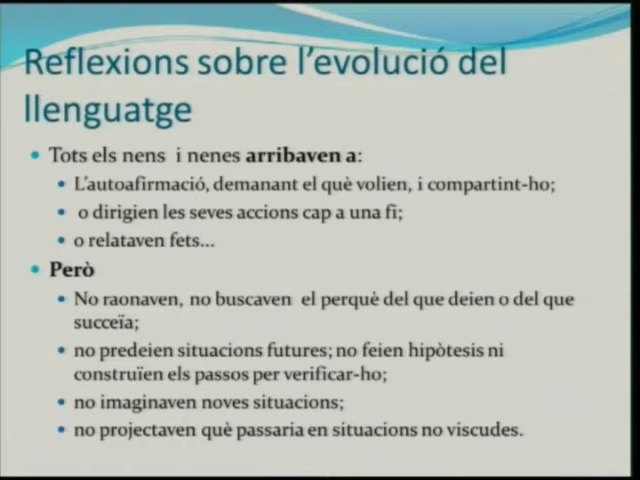 Reflexions sobre l'evolució del
llenguatge
Tots els nens i nenes arribaven a:
L'autoafirmació, demanant el què volien, i compartint-ho;
o dirigien les seves accions cap a una fi;
o relataven fets...
Però
No raonaven, no buscaven el perquè del que deien o del que
succeïa;
no predeien situacions futures; no feien hipòtesis ni
construïen els passos per verificar-ho;
no imaginaven noves situacions;
no projectaven què passaria en situacions no viscudes.